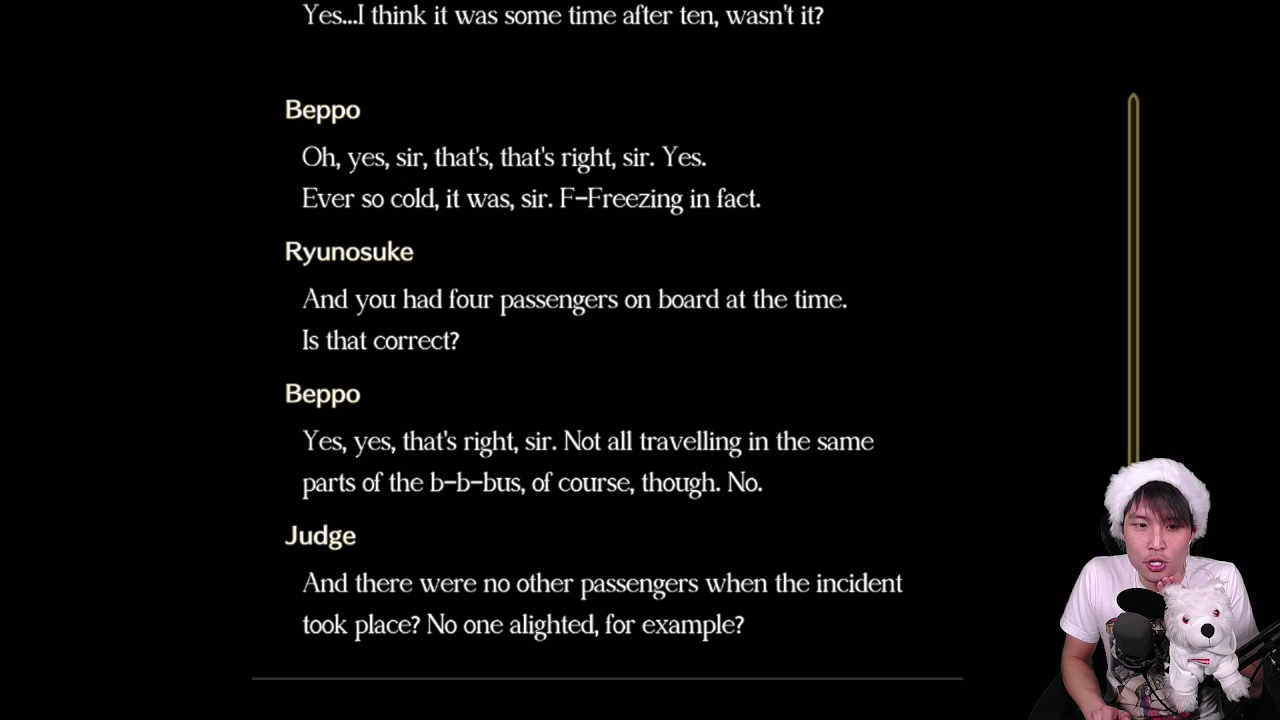 Yes...I think it was some time after ten, wasn't it?
Beppo
Oh, yes, sir, that's, that's right, sir. Yes.
Ever so cold, it was, sir. F-Freezing in fact.
Ryunosuke
And you had four passengers on board at the time.
Is that correct?
Beppo
Yes, yes, that's right, sir. Not all travelling in the same
parts of the b-b-bus, of course, though. No.
Judge
And there were no other passengers when the incident
took place? No one alighted, for example?